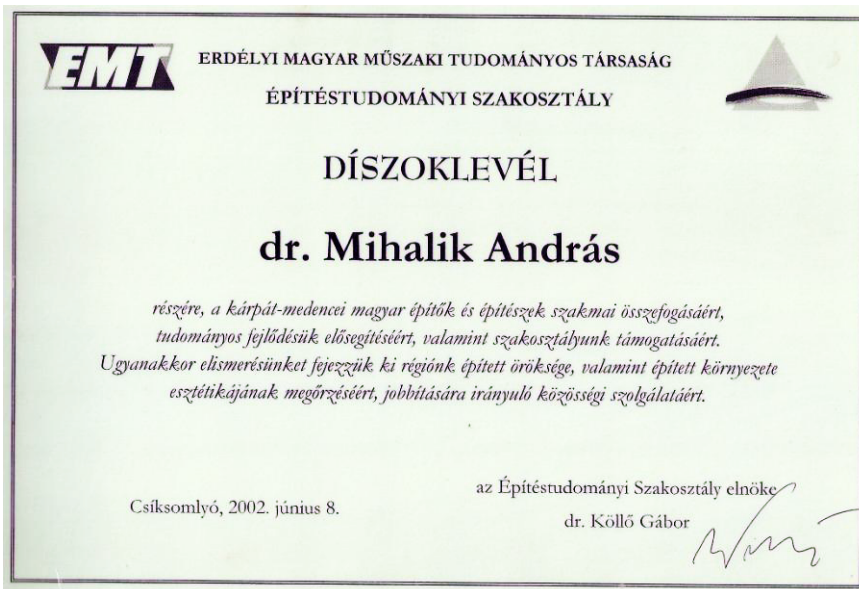 EMT
ERDÉLYI MAGYAR MŰSZAKI TUDOMÁNYOS TÁRSASÁG
ÉPÍTÉSTUDOMÁNYI SZAKOSZTÁLY
DÍSZOKLEVÉL
dr. Mihalik András
részére, a kárpát-medencei magyar építők és építészek szakmai összefogásáért,
tudományos fejlődésük elősegítéséért, valamint szakosztályunk támogatásáért.
Ugyanakkor elismerésünket fejezzük ki régiónk épített öröksége, valamint épített környezete
esztétikájának megőrzéséért, jobbítására irányuló közösségi szolgálatáért.
Csíksomlyó, 2002. június 8.
az Építéstudományi Szakosztály elnöke
dr. Köllő Gábor